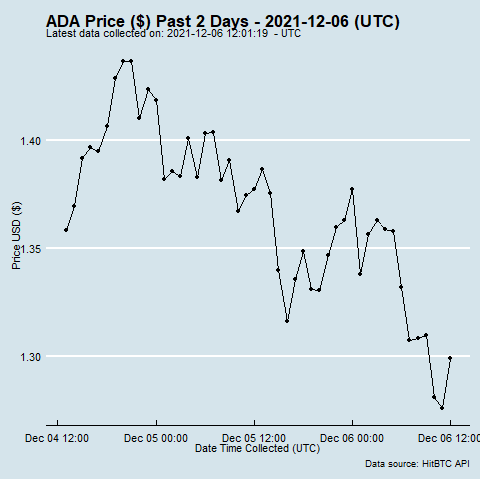 ADA Price ($) Past 2 Days - 2021-12-06 (UTC)
Latest data collected on: 2021-12-06 12:01:19 - UTC
Price USD ($)
1.40
1.35
1.30
Dec 04 12:00 Dec 05 00:00 Dec 05 12:00 Dec 06 00:00 Dec 06 12:00
Date Time Collected (UTC)
Data source: HitBTC API